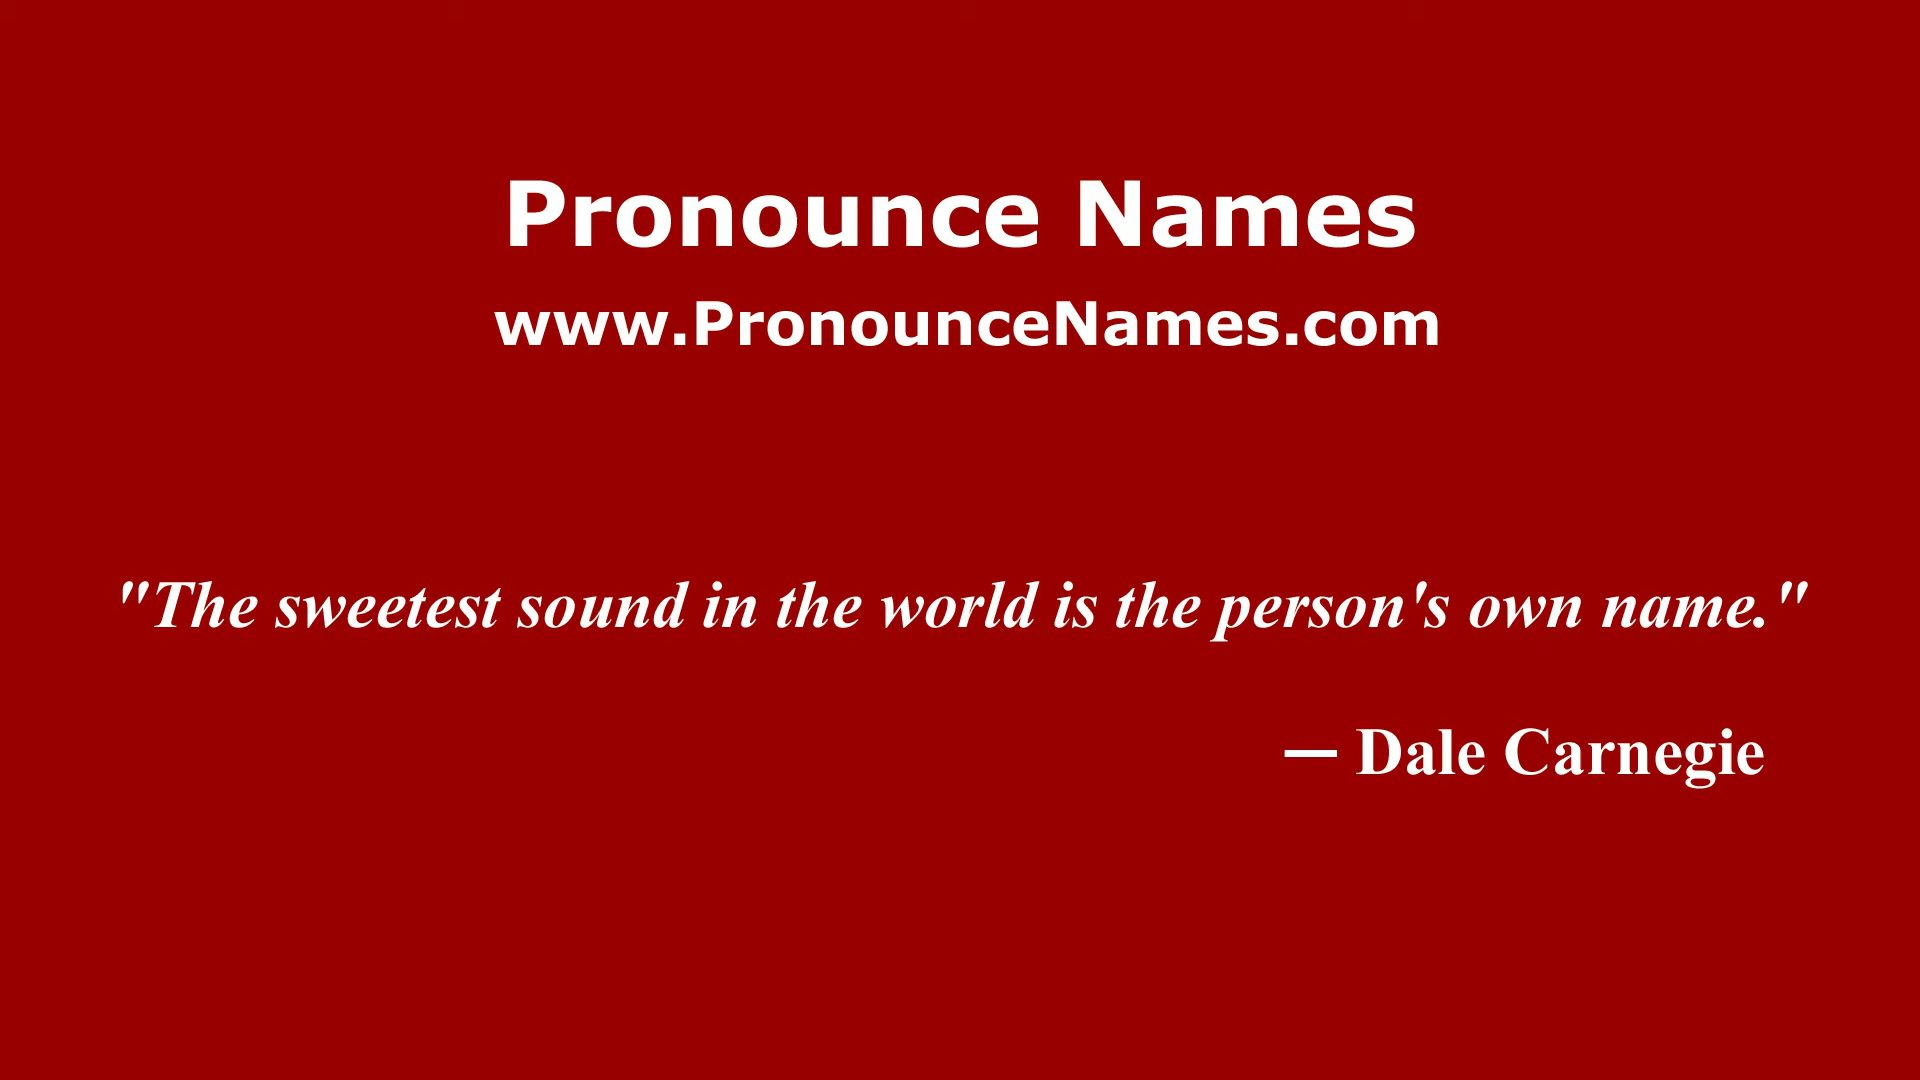 Pronounce Names
www.PronounceNames.com
"The sweetest sound in the world is the person's own name."
— Dale Carnegie